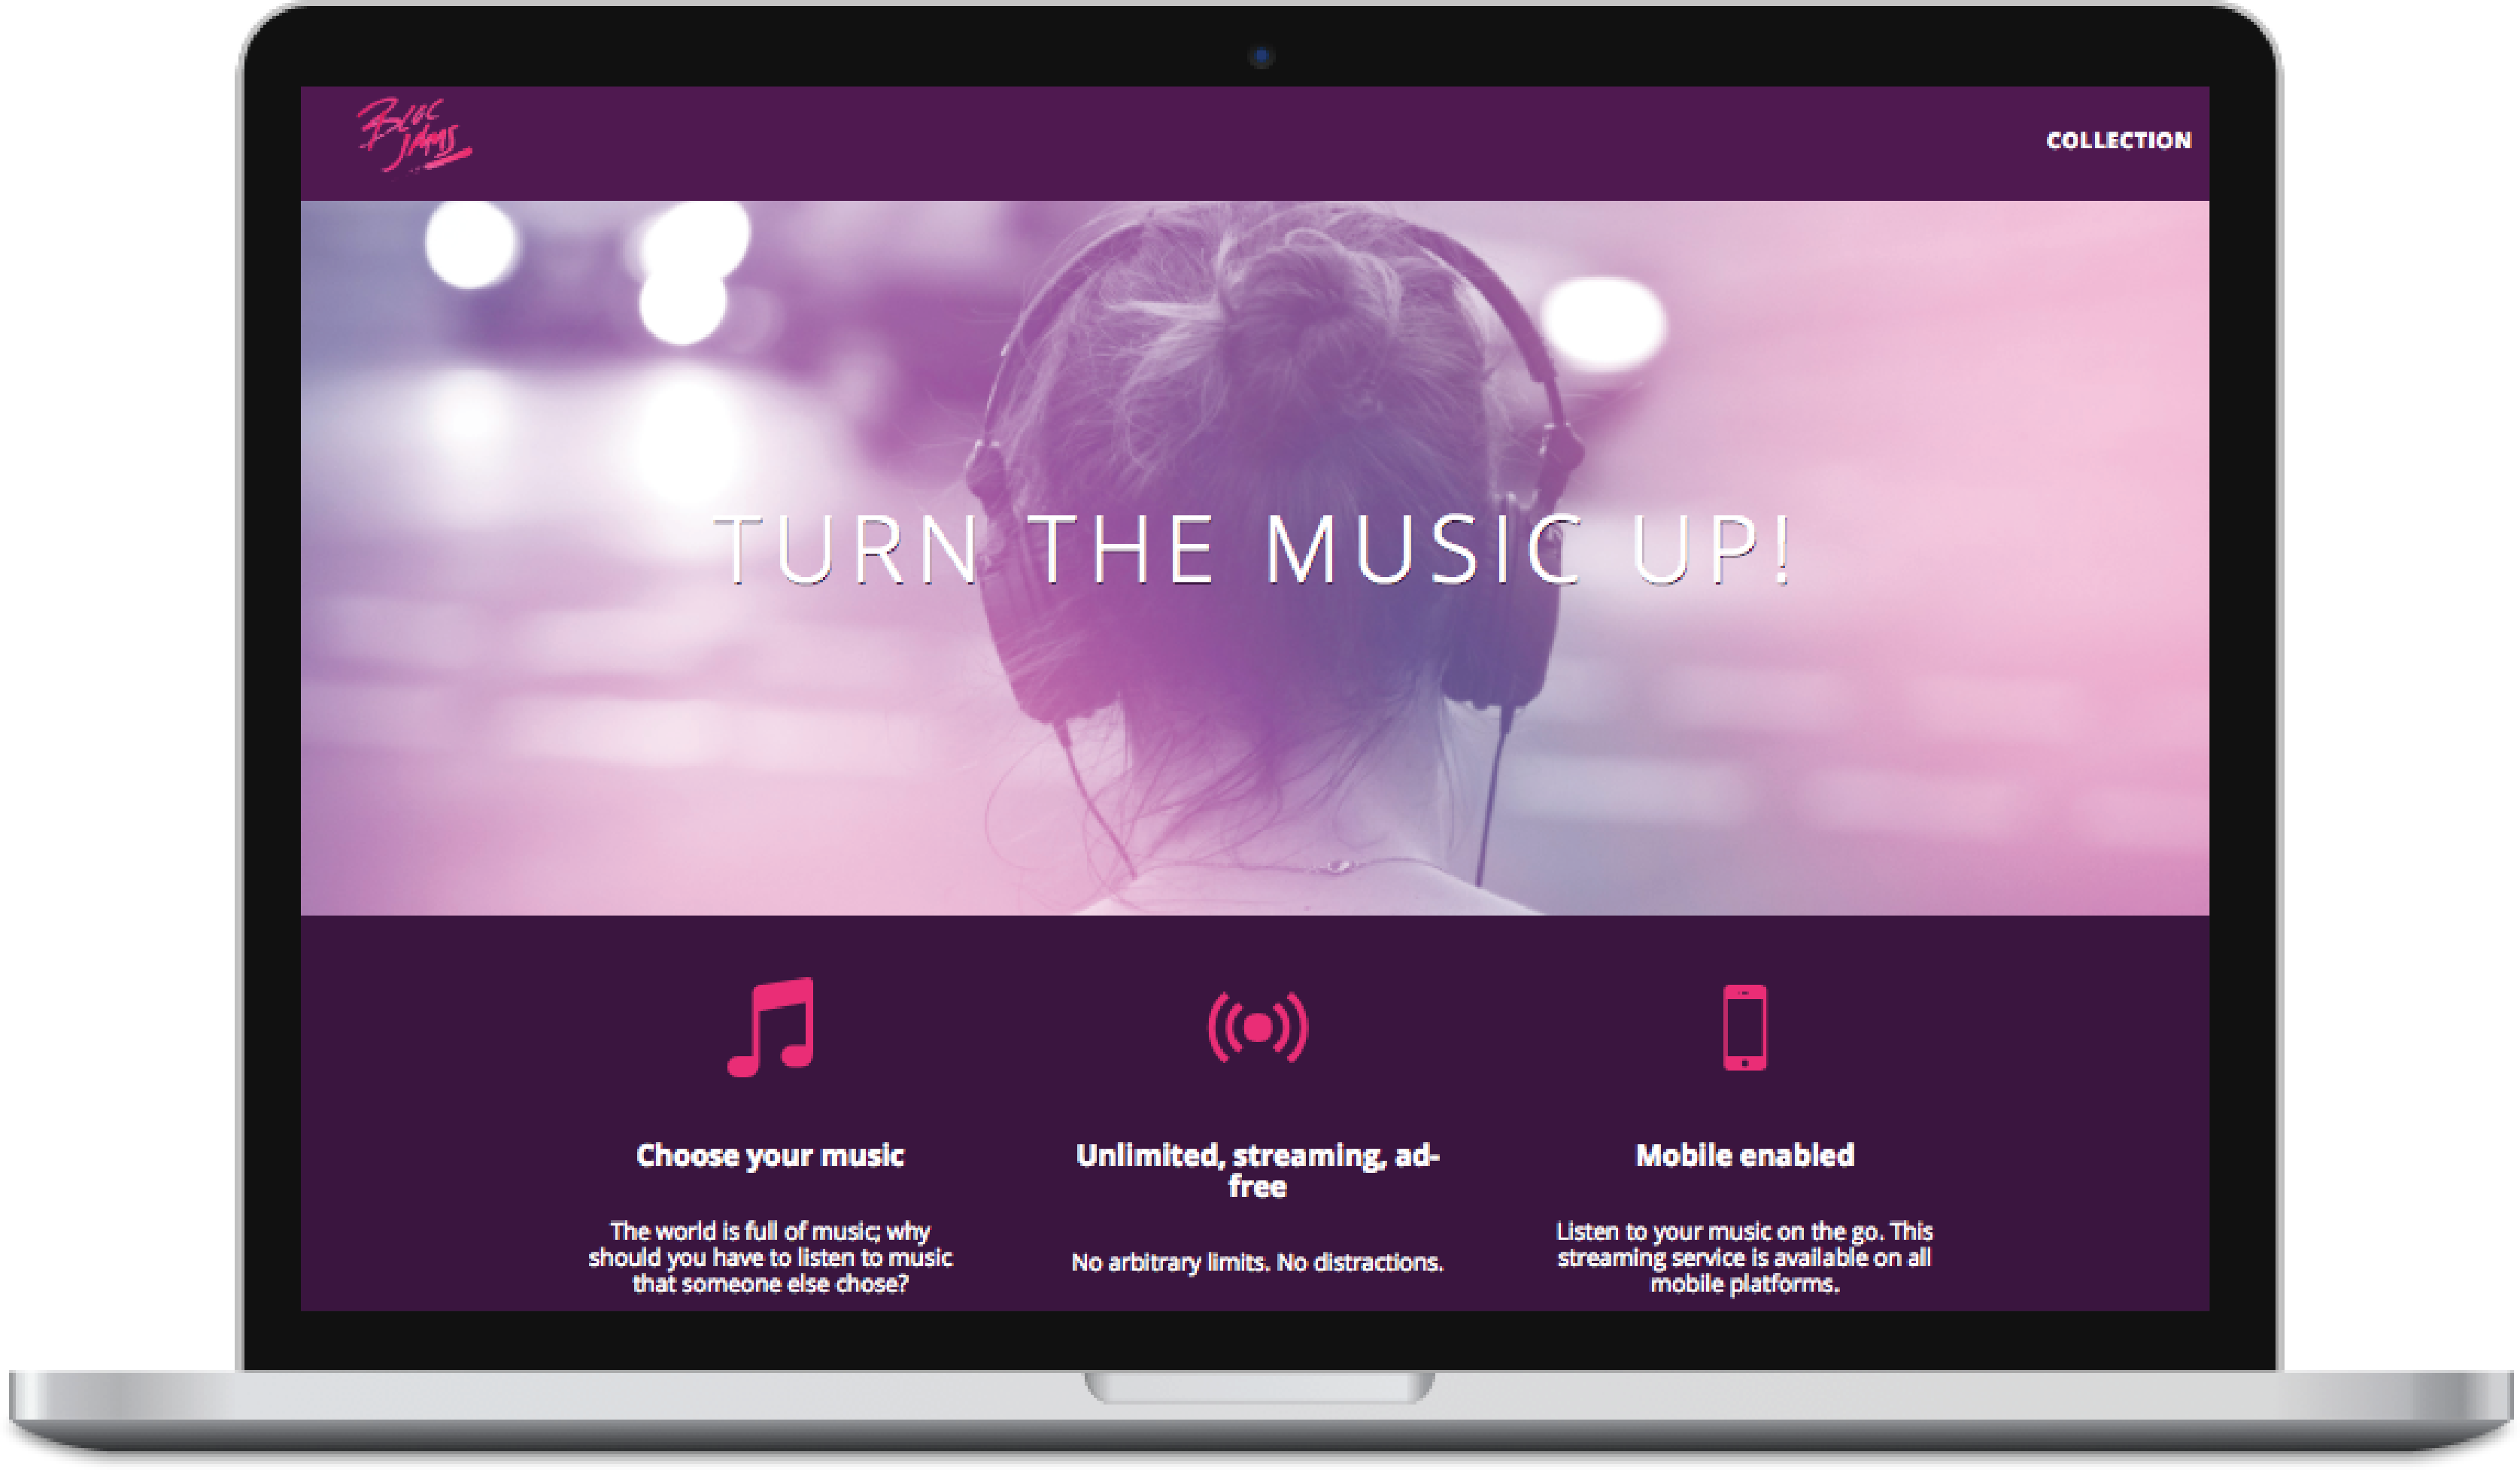 BLOC
JAMS
COLLECTION
TURN THE MUSIC UP!
Choose your music
The world is full of music; why
should you have to listen to music
that someone else chose?
Unlimited, streaming, ad-
free
No arbitrary limits. No distractions.
Mobile enabled
Listen to your music on the go. This
streaming service is available on all
mobile platforms.